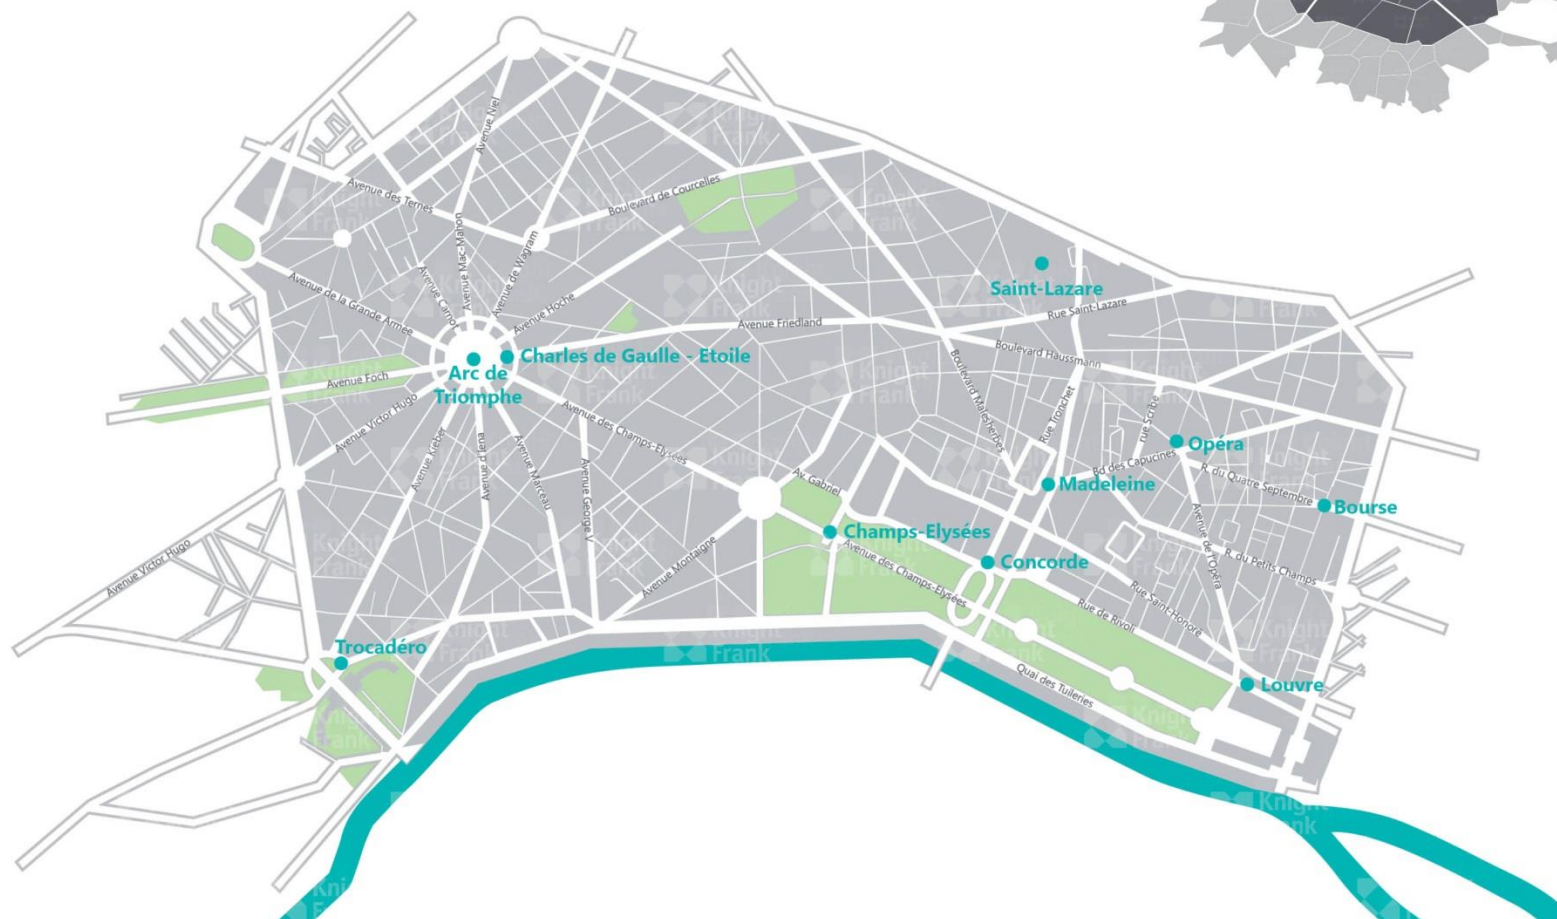 Avenue Niel
Avenue des Ternes
Boulevard de Courcelles
Avenue Mac-Mahon
Avenue de Wagram
Avenue Carnot
Avenue Hoche
Avenue de la Grande Armée
Saint-Lazare
Rue Saint-Lazare
Avenue Friedland
Boulevard Haussmann
Charles de Gaulle - Etoile
Arc de
Triomphe
Avenue Foch
Avenue Victor Hugo
Avenue Kleber
Avenue d'Iena
Avenue Marceau
Avenue George V
Avenue des Champs-Elysées
Boulevard Malesherbes
Rue Tronchet
rue Scribe
Opéra
Bd des Capucines
R. du Quatre Septembre
Av. Gabriel
Madeleine
Bourse
Champs-Elysées
Avenue des Champs-Elysées
Concorde
Avenue de l'Opéra
R. du Petits Champs
Avenue Montaigne
Avenue Victor Hugo
Rue Saint-Honoré
Rue de Rivoli
Trocadéro
Quai des Tuileries
Louvre
Knight
Frank